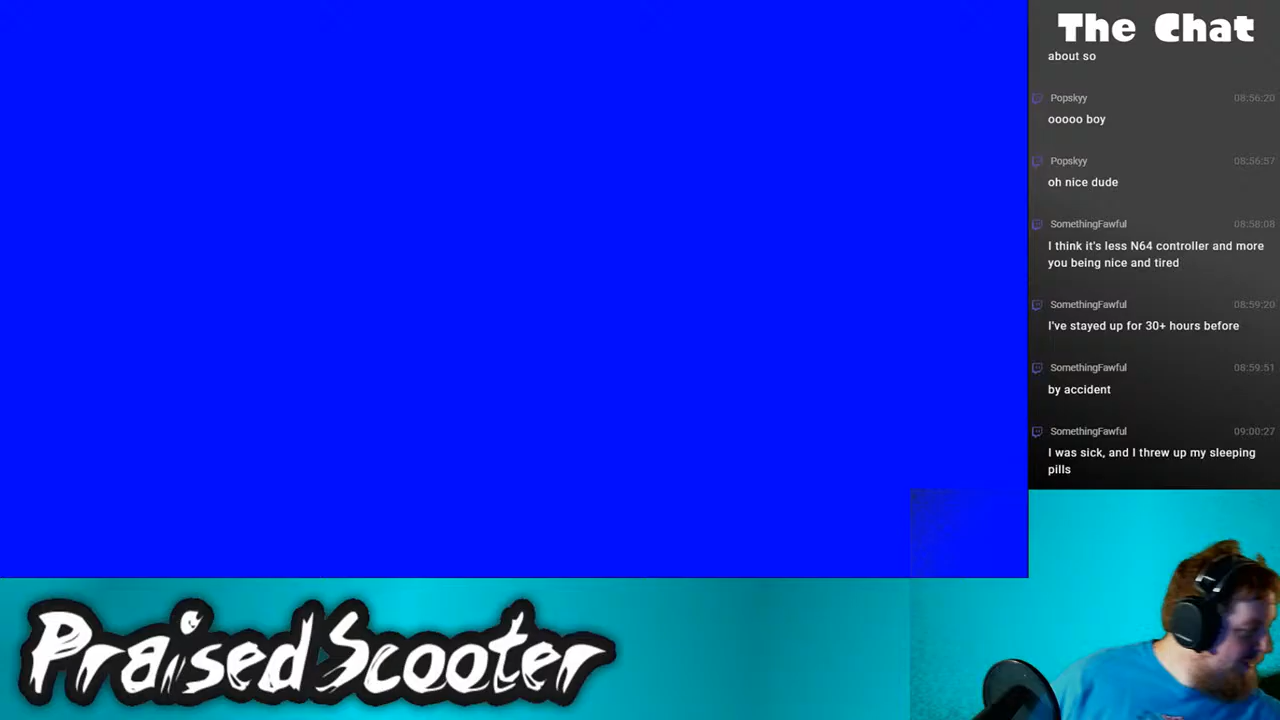 The Chat
about so
Popskyy 08:56:20
ooooo boy
Popskyy 08:56:57
oh nice dude
SomethingFawful 08:58:08
I think it's less N64 controller and more
you being nice and tired
SomethingFawful 08:59:20
I've stayed up for 30+ hours before
SomethingFawful 08:59:51
by accident
SomethingFawful 09:00:27
I was sick, and I threw up my sleeping
pills
PraisedScooter